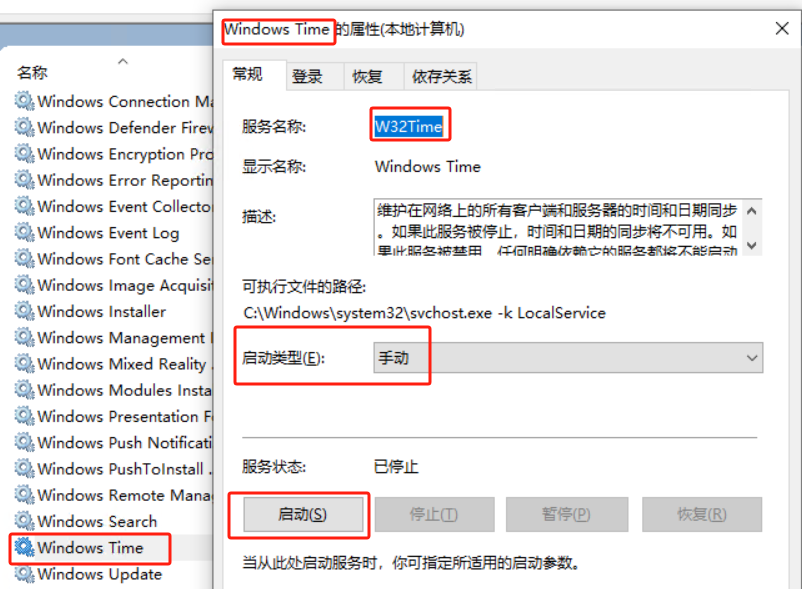 Windows Time 的属性(本地计算机)
名称
Windows Connection Ma
Windows Defender Firew
Windows Encryption Pro
Windows Error Reportin
Windows Event Collecto
Windows Event Log
Windows Font Cache Se
Windows Image Acquisit
Windows Installer
Windows Management I
Windows Mixed Reality
Windows Modules Insta
Windows Presentation F
Windows Push Notificati
Windows PushToInstall .
Windows Remote Manag
Windows Search
Windows Time
Windows Update
常规 登录 恢复 依存关系
服务名称: W32Time
显示名称: Windows Time
描述: 维护在网络上的所有客户端和服务器的时间和日期同步
。如果此服务被停止，时间和日期的同步将不可用。如
果此服务被禁用，任何明确依赖它的服务都将不能启动
可执行文件的路径:
C:\Windows\system32\svchost.exe -k LocalService
启动类型(E): 手动
服务状态: 已停止
启动(S) 停止(T) 暂停(P) 恢复(R)
当从此处启动服务时，你可指定所适用的启动参数。